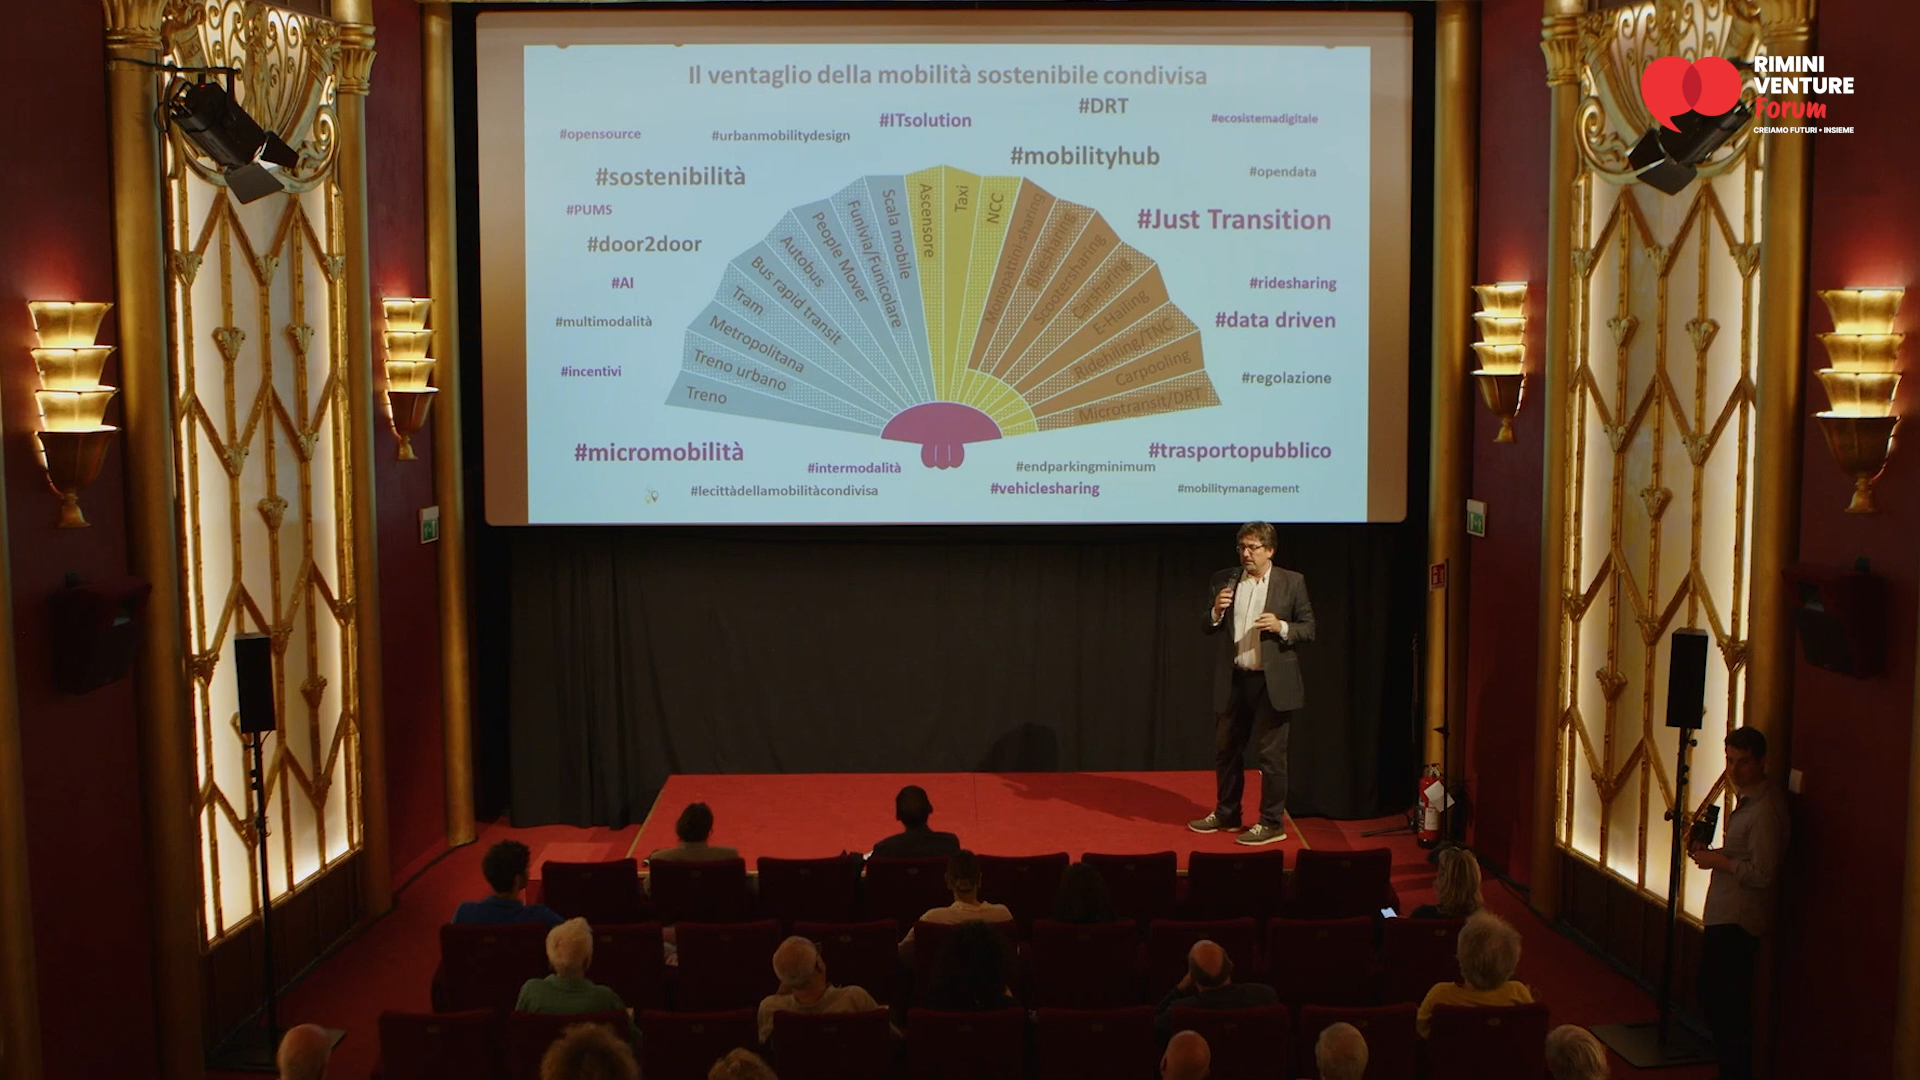 RIMINI
VENTURE
Forum
CREIAMO FUTURI • INSIEME
Il ventaglio della mobilità sostenibile condivisa
#DRT
#ITsolution
#ecosistemadigitale
#opensource
#urbanmobilitydesign
#mobilityhub
#sostenibilità
#opendata
#PUMS
#Just Transition
#door2door
#AI
#ridesharing
#multimodalità
#data driven
#incentivi
#regolazione
Treno
Treno urbano
Metropolitana
Tram
Bus rapid transit
Autobus
People Mover
Funivia/Funicolare
Scala mobile
Ascensore
Taxi
NCC
Monopattini-sharing
Bikesharing
Scootersharing
Carsharing
E-Hailing
Ridehiling/TNC
Carpooling
Microtransit/DRT
#micromobilità
#trasportopubblico
#intermodalità
#endparkingminimum
#lecittàdellamobilitàcondivisa
#vehiclesharing
#mobilitymanagement